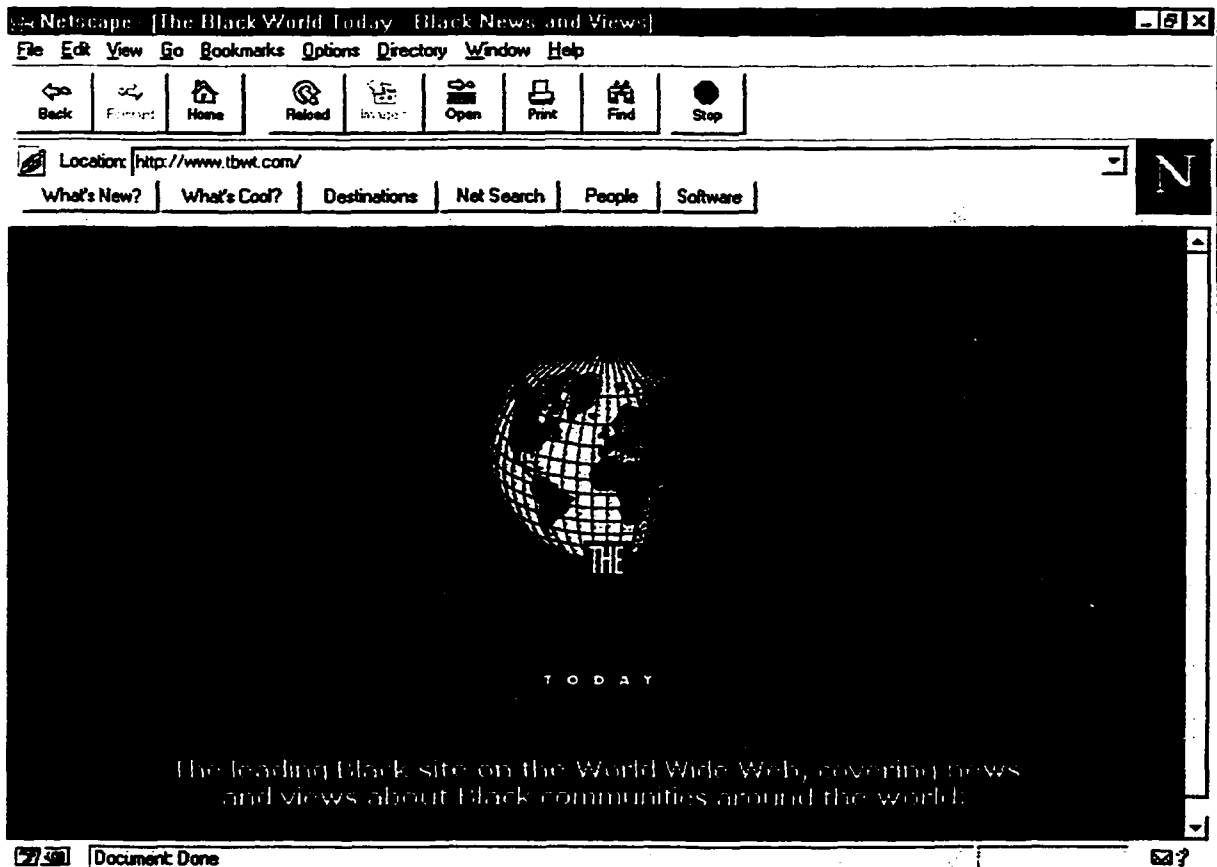 Netscape - [The Black World Today - Black News and Views]
File Edit View Go Bookmarks Options Directory Window Help
Back Forward Home Reload Images Open Print Find Stop
Location: http://www.tbwt.com/
What's New? What's Cool? Destinations Net Search People Software
N
THE
TODAY
The leading Black site on the World Wide Web, covering news
and views about Black communities around the world.
Document: Done